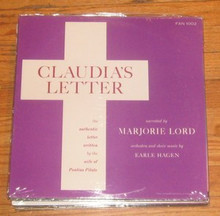 CLAUDIA'S
LETTER
an
authentic
letter
written
by the
wife of
Pontius Pilate
narrated by
MARJORIE LORD
orchestra and choir music by
EARLE HAGEN